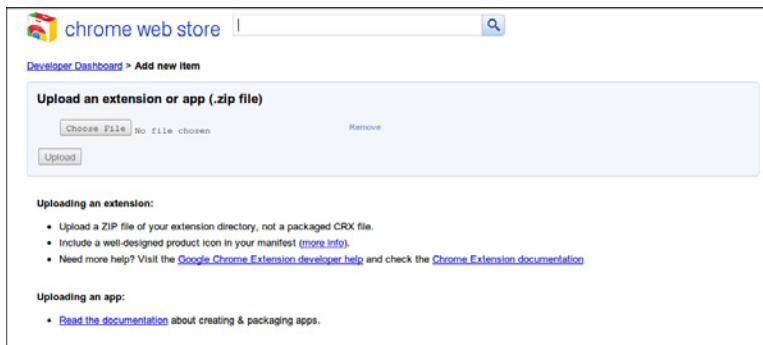 chrome web store
Developer Dashboard > Add new item
Upload an extension or app (.zip file)
Choose File No file chosen Remove
Upload
Uploading an extension:
• Upload a ZIP file of your extension directory, not a packaged CRX file.
• Include a well-designed product icon in your manifest (more info).
• Need more help? Visit the Google Chrome Extension developer help and check the Chrome Extension documentation
Uploading an app:
• Read the documentation about creating & packaging apps.